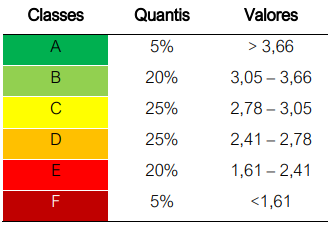 Classes Quantis Valores
A 5% > 3,66
B 20% 3,05 – 3,66
C 25% 2,78 – 3,05
D 25% 2,41 – 2,78
E 20% 1,61 – 2,41
F 5% <1,61